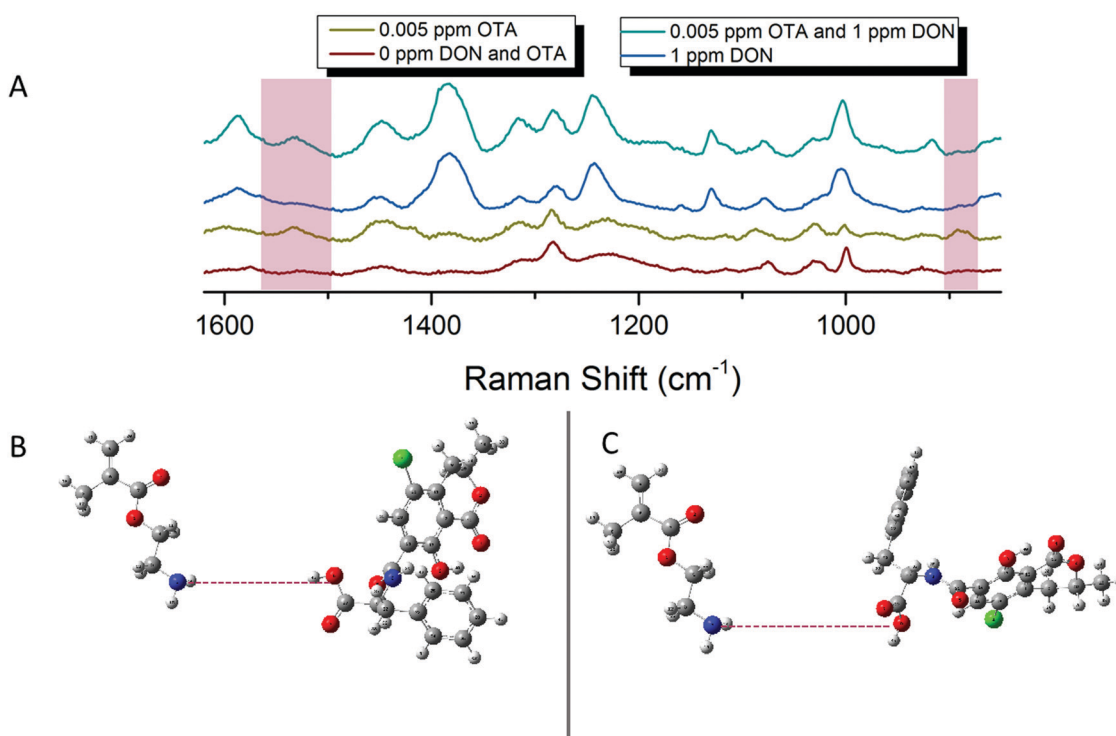 A
0.005 ppm OTA
0 ppm DON and OTA
0.005 ppm OTA and 1 ppm DON
1 ppm DON
1600 1400 1200 1000
Raman Shift (cm⁻¹)
B
C